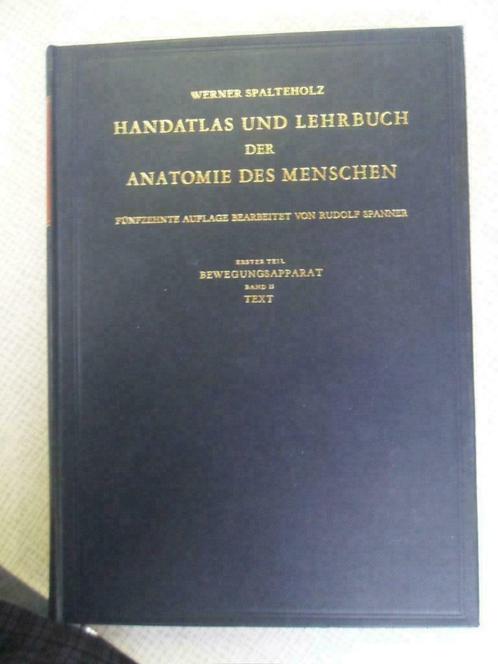 WERNER SPALTEHOLZ
HANDATLAS UND LEHRBUCH
DER
ANATOMIE DES MENSCHEN
FÜNFZEHNTE AUFLAGE BEARBEITET VON RUDOLF SPANNER
ERSTER TEIL
BEWEGUNGSAPPARAT
BAND II
TEXT